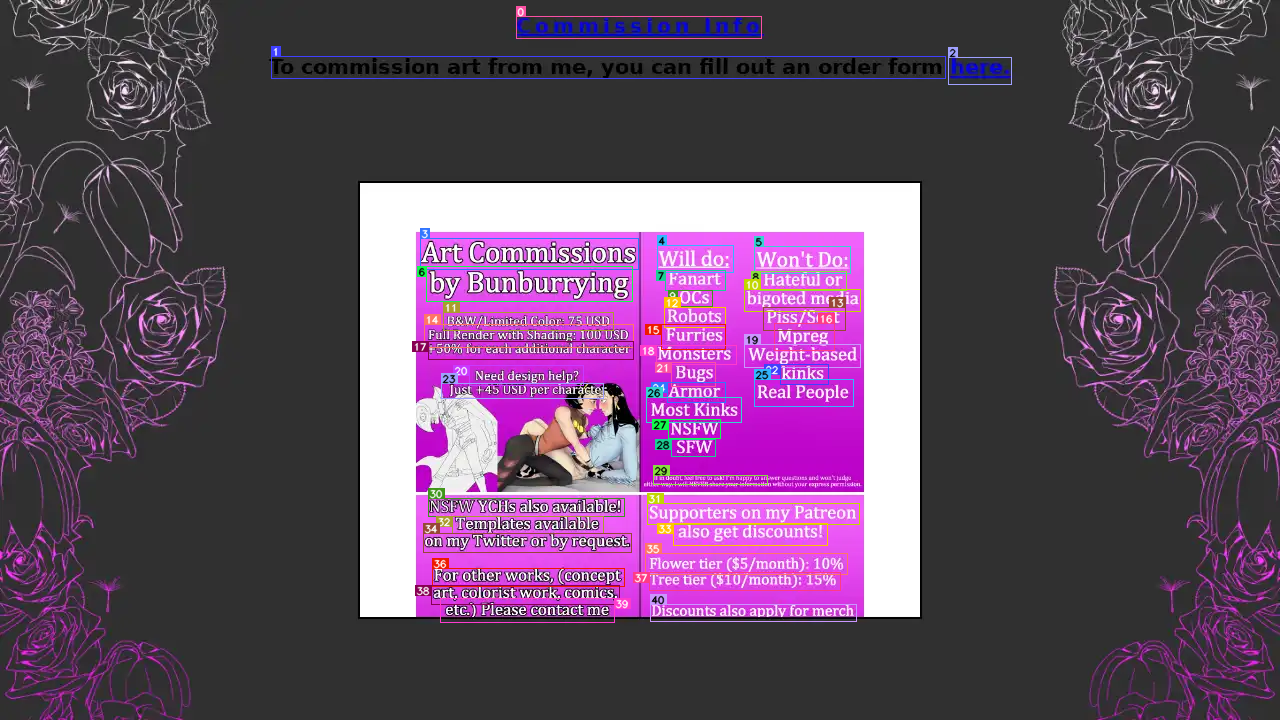 Commission Info
To commission art from me, you can fill out an order form here.
Art Commissions
by Bunburrying
B&W/Limited Color: 75 USD
Full Render with Shading: 100 USD
+50% for each additional character
Need design help?
Just +45 USD per character
Will do:
Fanart
OCs
Robots
Furries
Monsters
Bugs
Armor
Most Kinks
NSFW
SFW
Won't Do:
Hateful or
bigoted media
Piss/Scat
Mpreg
Weight-based
kinks
Real People
If in doubt, feel free to ask! I'm happy to answer questions and won't judge
either way. I will NEVER share your information without your express permission.
NSFW YCHs also available!
Templates available
on my Twitter or by request.
For other works, (concept
art, colorist work, comics,
etc.) Please contact me
Supporters on my Patreon
also get discounts!
Flower tier ($5/month): 10%
Tree tier ($10/month): 15%
Discounts also apply for merch